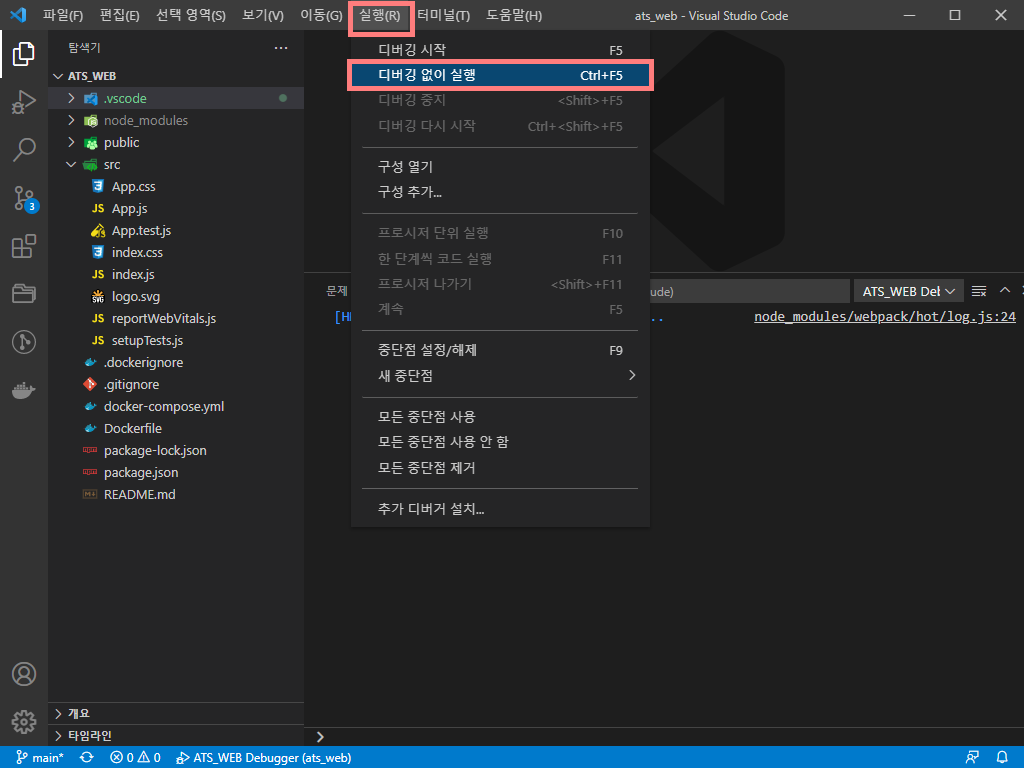 파일(F) 편집(E) 선택 영역(S) 보기(V) 이동(G) 실행(R) 터미널(T) 도움말(H) ats_web - Visual Studio Code
탐색기
ATS_WEB
.vscode
node_modules
public
src
App.css
JS App.js
App.test.js
index.css
JS index.js
SVG logo.svg
JS reportWebVitals.js
JS setupTests.js
.dockerignore
.gitignore
docker-compose.yml
Dockerfile
package-lock.json
package.json
README.md
개요
타임라인
3
디버깅 시작 F5
디버깅 없이 실행 Ctrl+F5
디버깅 중지 <Shift>+F5
디버깅 다시 시작 Ctrl+<Shift>+F5
구성 열기
구성 추가...
프로시저 단위 실행 F10
한 단계씩 코드 실행 F11
프로시저 나가기 <Shift>+F11
계속 F5
중단점 설정/해제 F9
새 중단점
모든 중단점 사용
모든 중단점 사용 안 함
모든 중단점 제거
추가 디버거 설치...
문제 ude) ATS_WEB Del
[H .. node_modules/webpack/hot/log.js:24
main* 0 0 ATS_WEB Debugger (ats_web)